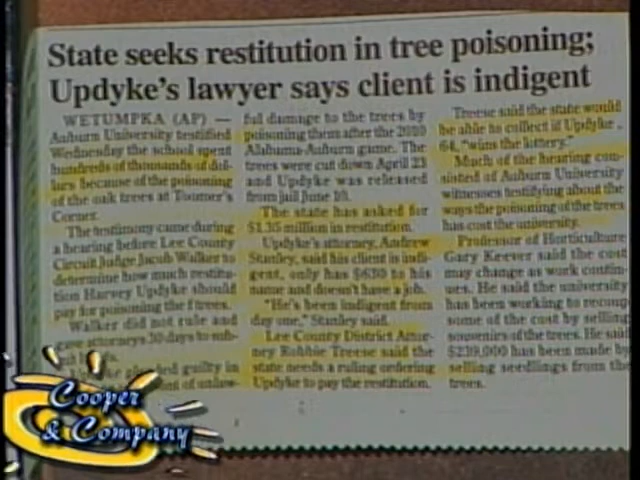 State seeks restitution in tree poisoning;
Updyke's lawyer says client is indigent
WETUMPKA (AP) —
Auburn University testified
Wednesday the school spent
hundreds of thousands of dol-
lars because of the poisoning
of the oak trees at Toomer's
Corner.
The testimony came during
a hearing before Lee County
Circuit Judge Jacob Walker to
determine how much restitu-
tion Harvey Updyke should
pay for poisoning the trees.
Walker did not rule and
gave attorneys 30 days to sub-
guilty in
of unlaw-
ful damage to the trees by
poisoning them after the 2010
Alabama-Auburn game. The
trees were cut down April 23
and Updyke was released
from jail June 10.
The state has asked for
$1.35 million in restitution.
Updyke's attorney, Andrew
Stanley, said his client is indi-
gent, only has $630 to his
name and doesn't have a job.
"He's been indigent from
day one," Stanley said.
Lee County District Attor-
ney Robbie Treese said the
state needs a ruling ordering
Updyke to pay the restitution.
Treese said the state would
be able to collect if Updyke,
64, "wins the lottery."
Much of the hearing con-
sisted of Auburn University
witnesses testifying about the
ways the poisoning of the trees
has cost the university.
Professor of Horticulture
Gary Keever said the cost
may change as work contin-
ues. He said the university
has been working to recoup
some of the cost by selling
souvenirs of the trees. He said
$239,000 has been made by
selling seedlings from the
trees.
Cooper
& Company